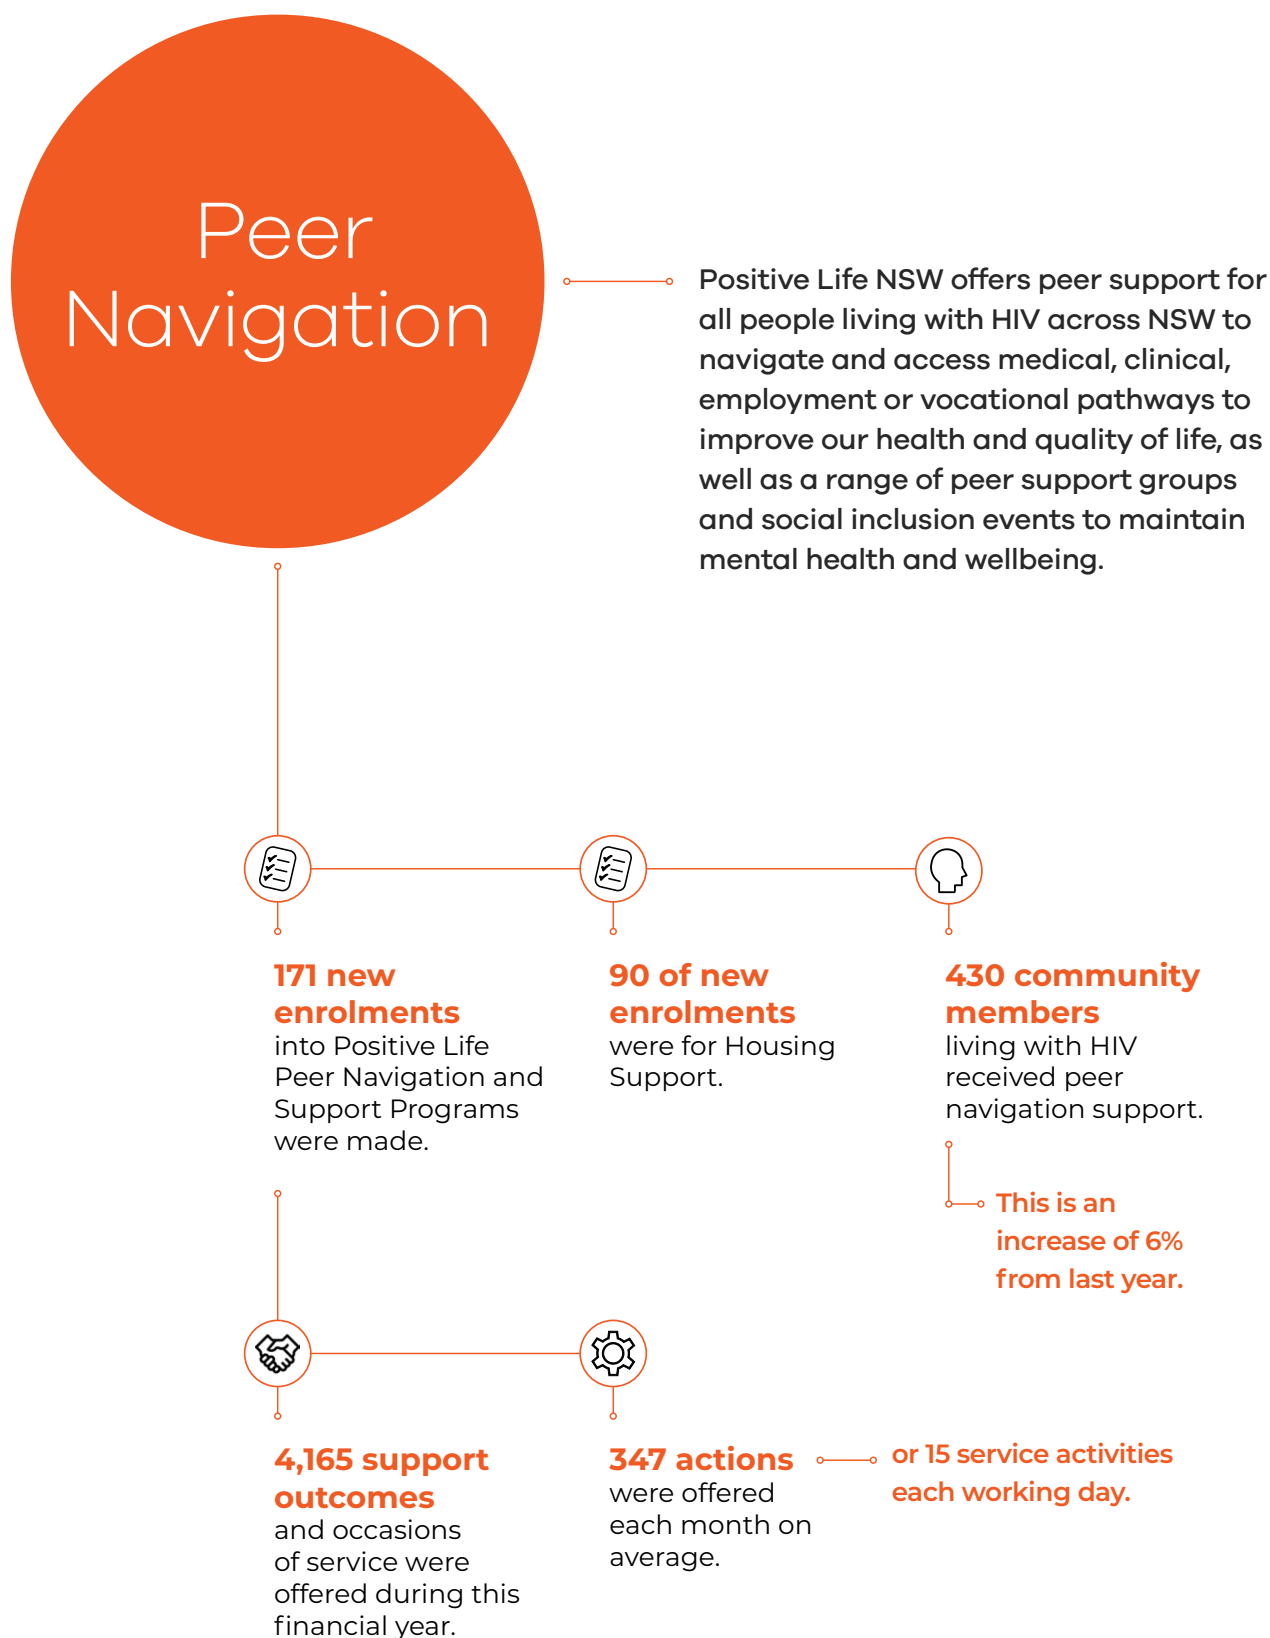 Peer
Navigation
Positive Life NSW offers peer support for
all people living with HIV across NSW to
navigate and access medical, clinical,
employment or vocational pathways to
improve our health and quality of life, as
well as a range of peer support groups
and social inclusion events to maintain
mental health and wellbeing.
171 new
enrolments
into Positive Life
Peer Navigation and
Support Programs
were made.
90 of new
enrolments
were for Housing
Support.
430 community
members
living with HIV
received peer
navigation support.
This is an
increase of 6%
from last year.
4,165 support
outcomes
and occasions
of service were
offered during this
financial year.
347 actions
were offered
each month on
average.
or 15 service activities
each working day.